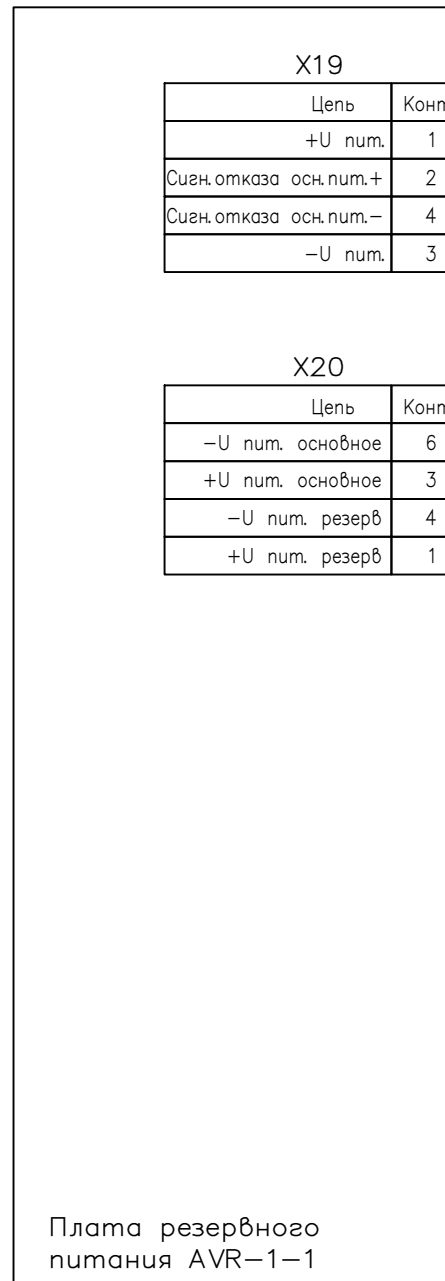 X19
Цепь Конт
+U пит. 1
Сигн.отказа осн.пит.+ 2
Сигн.отказа осн.пит.− 4
−U пит. 3
X20
Цепь Конт
−U пит. основное 6
+U пит. основное 3
−U пит. резерв 4
+U пит. резерв 1
Плата резервного
питания AVR−1−1